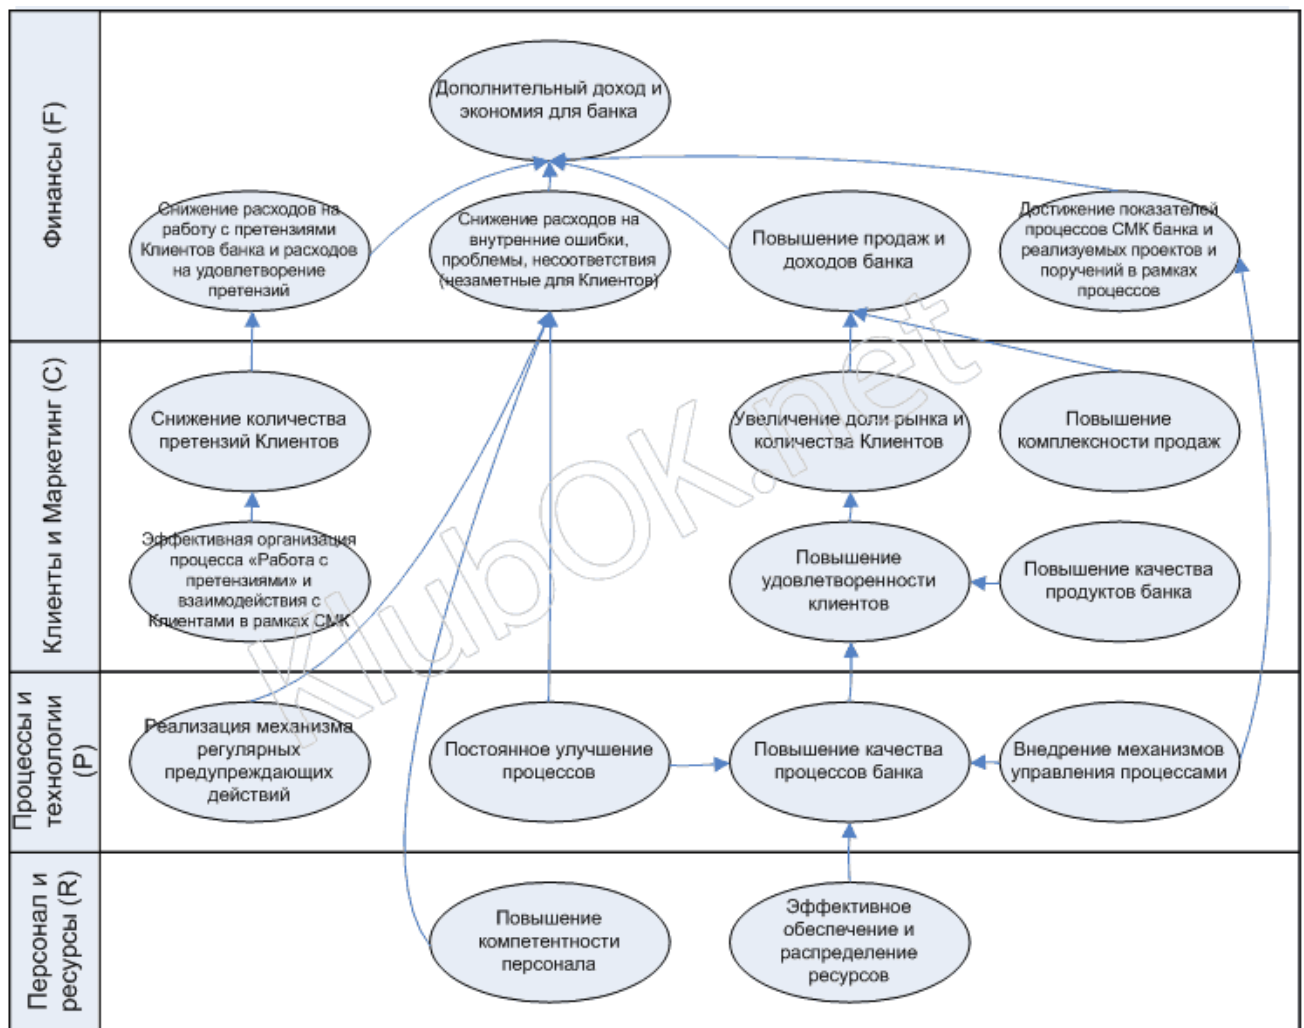 Финансы (F)
Дополнительный доход и
экономия для банка
Снижение расходов на
работу с претензиями
Клиентов банка и расходов
на удовлетворение
претензий
Снижение расходов на
внутренние ошибки,
проблемы, несоответствия
(незаметные для Клиентов)
Повышение продаж и
доходов банка
Достижение показателей
процессов СМК банка и
реализуемых проектов и
поручений в рамках
процессов
Клиенты и Маркетинг (С)
Снижение количества
претензий Клиентов
Увеличение доли рынка и
количества Клиентов
Повышение
комплексности продаж
Эффективная организация
процесса «Работа с
претензиями» и
взаимодействия с
Клиентами в рамках СМК
Повышение
удовлетворенности
клиентов
Повышение качества
продуктов банка
Процессы и
технологии
(P)
Реализация механизма
регулярных
предупреждающих
действий
Постоянное улучшение
процессов
Повышение качества
процессов банка
Внедрение механизмов
управления процессами
Персонал и
ресурсы (R)
Повышение
компетентности
персонала
Эффективное
обеспечение и
распределение
ресурсов
KlubOK.net